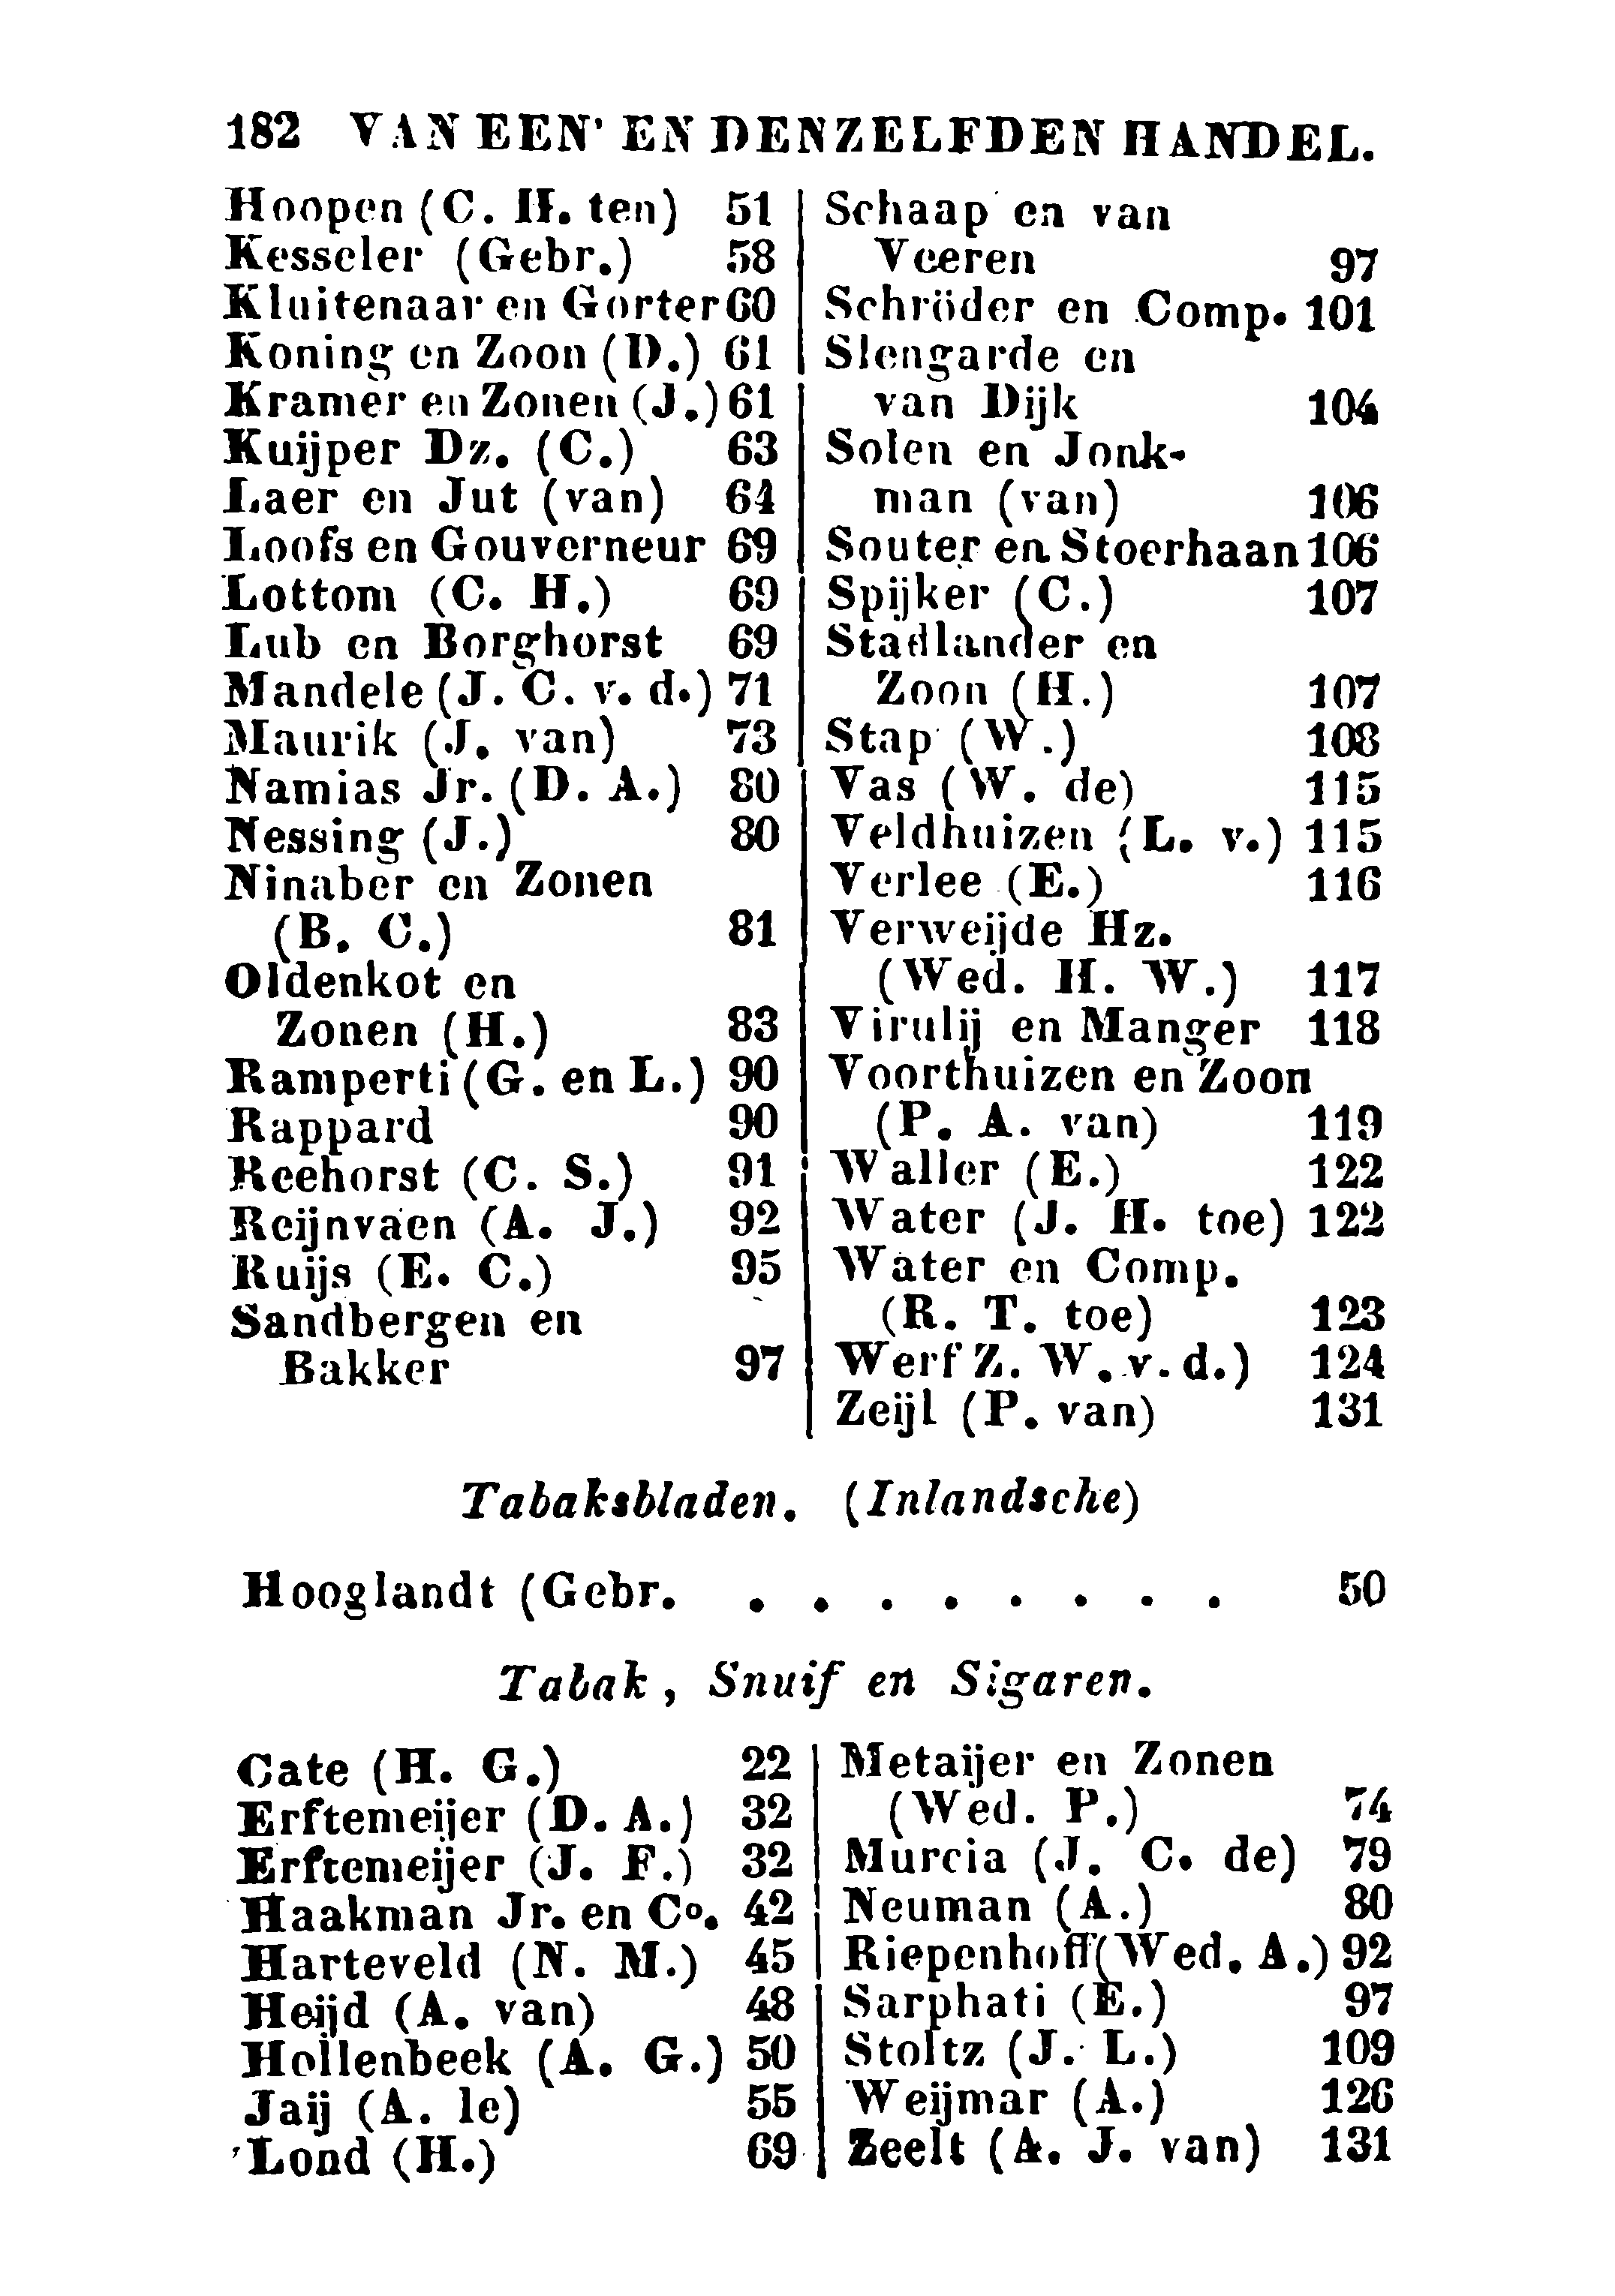 182 VAN EEN' EN DENZELFDEN HANDEL.
Hoopen (C. H. ten) 51
Kesseler (Gebr.) 58
Kluitenaar en Gorter 60
Koning en Zoon (D.) 61
Kramer en Zonen (J.) 61
Kuijper Dz. (C.) 63
Laer en Jut (van) 64
Loofs en Gouverneur 69
Lottom (C. H.) 69
Lub en Borghorst 69
Mandele (J. C. v. d.) 71
Maurik (J. van) 73
Namias Jr. (D. A.) 80
Nessing (J.) 80
Ninaber en Zonen
(B. C.) 81
Oldenkot en
Zonen (H.) 83
Ramperti (G. en L.) 90
Rappard 90
Reehorst (C. S.) 91
Reijnvaen (A. J.) 92
Ruijs (E. C.) 95
Sandbergen en
Bakker 97
Schaap en van
Veeren 97
Schröder en Comp. 101
Slengarde en
van Dijk 104
Solen en Jonk-
man (van) 106
Souter en Stoerhaan 106
Spijker (C.) 107
Stadlander en
Zoon (H.) 107
Stap (W.) 108
Vas (W. de) 115
Veldhuizen (L. v.) 115
Verlee (E.) 116
Verweijde Hz.
(Wed. H. W.) 117
Virulij en Manger 118
Voorthuizen en Zoon
(P. A. van) 119
Waller (E.) 122
Water (J. H. toe) 122
Water en Comp.
(R. T. toe) 123
Werf Z. W. v. d.) 124
Zeijl (P. van) 131
Tabaksbladen. (Inlandsche)
Hooglandt (Gebr. . . . . . . . . 50
Tabak, Snuif en Sigaren.
Cate (H. G.) 22
Erftemeijer (D. A.) 32
Erftemeijer (J. F.) 32
Haakman Jr. en Co. 42
Harteveld (N. M.) 45
Heijd (A. van) 48
Hollenbeek (A. G.) 50
Jaij (A. le) 55
Lond (H.) 69
Metaijer en Zonen
(Wed. P.) 74
Murcia (J. C. de) 79
Neuman (A.) 80
Riepenhoff (Wed. A.) 92
Sarphati (E.) 97
Stoltz (J. L.) 109
Weijmar (A.) 126
Zeelt (A. J. van) 131